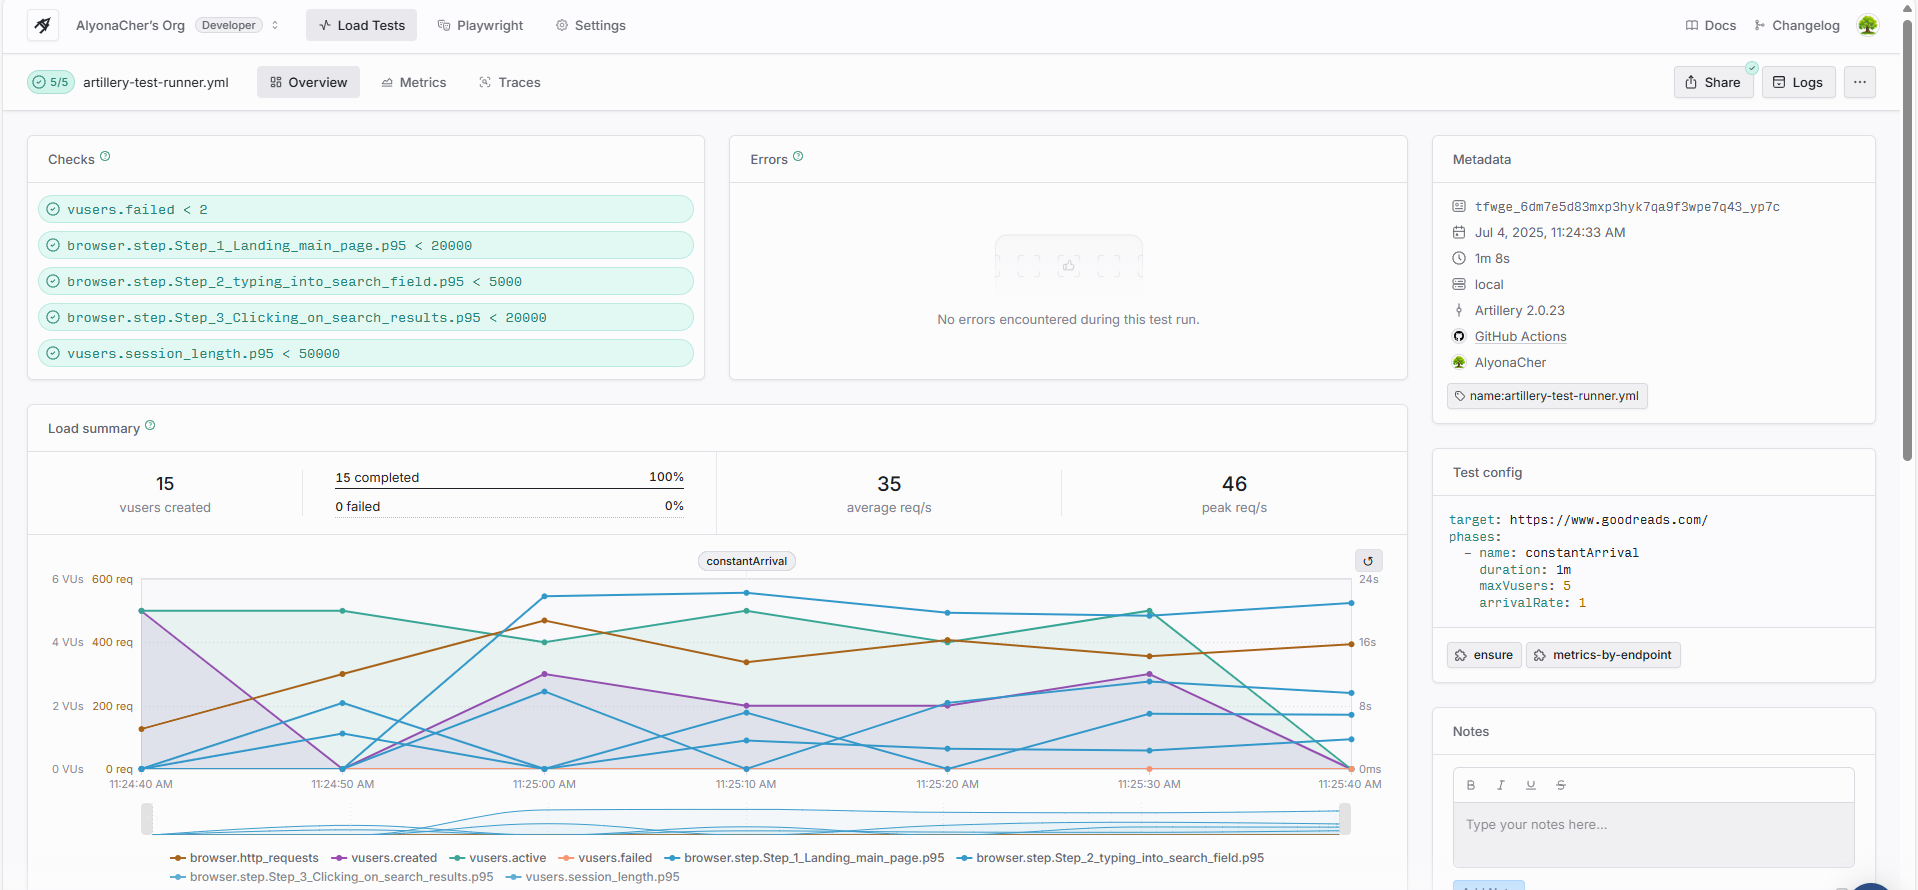 AlyonaCher's Org Developer Load Tests Playwright Settings Docs Changelog
5/5 artillery-test-runner.yml Overview Metrics Traces Share Logs
Checks
vusers.failed < 2
browser.step.Step_1_Landing_main_page.p95 < 20000
browser.step.Step_2_typing_into_search_field.p95 < 5000
browser.step.Step_3_Clicking_on_search_results.p95 < 20000
vusers.session_length.p95 < 50000
Errors
No errors encountered during this test run.
Metadata
tfwge_6dm7e5d83mxp3hyk7qa9f3wpe7q43_yp7c
Jul 4, 2025, 11:24:33 AM
1m 8s
local
Artillery 2.0.23
GitHub Actions
AlyonaCher
name:artillery-test-runner.yml
Load summary
15
vusers created
15 completed 100%
0 failed 0%
35
average req/s
46
peak req/s
constantArrival
6 VUs 600 req 24s
4 VUs 400 req 16s
2 VUs 200 req 8s
0 VUs 0 req 0ms
11:24:40 AM 11:24:50 AM 11:25:00 AM 11:25:10 AM 11:25:20 AM 11:25:30 AM 11:25:40 AM
browser.http_requests vusers.created vusers.active vusers.failed browser.step.Step_1_Landing_main_page.p95 browser.step.Step_2_typing_into_search_field.p95
browser.step.Step_3_Clicking_on_search_results.p95 vusers.session_length.p95
Test config
target: https://www.goodreads.com/
phases:
- name: constantArrival
duration: 1m
maxVusers: 5
arrivalRate: 1
ensure metrics-by-endpoint
Notes
B I U S
Type your notes here...